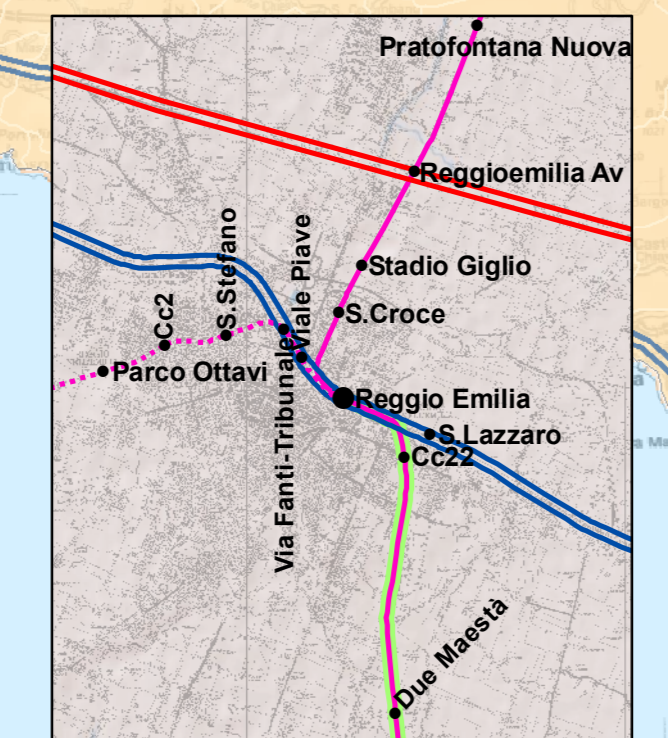 Pratofontana Nuova
Reggioemilia Av
Stadio Giglio
S.Stefano
Viale Piave
S.Croce
Cc2
Parco Ottavi
Reggio Emilia
Via Fanti-Tribunale
S.Lazzaro
Cc22
Due Maestà